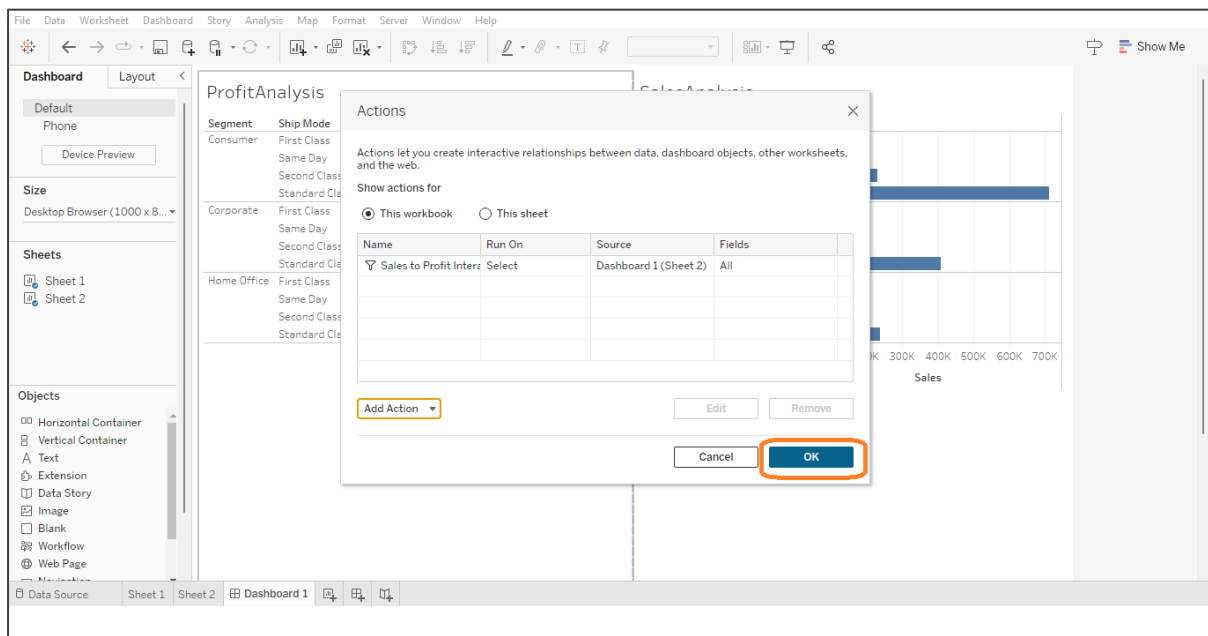 File Data Worksheet Dashboard Story Analysis Map Format Server Window Help
Show Me
Dashboard Layout
Default
Phone
Device Preview
Size
Desktop Browser (1000 x 8...
Sheets
Sheet 1
Sheet 2
Objects
Horizontal Container
Vertical Container
Text
Extension
Data Story
Image
Blank
Workflow
Web Page
ProfitAnalysis
Segment Ship Mode
Consumer First Class
Same Day
Second Class
Standard Cla
Corporate First Class
Same Day
Second Class
Standard Cla
Home Office First Class
Same Day
Second Class
Standard Cla
SalesAnalysis
300K 400K 500K 600K 700K
Sales
Actions
Actions let you create interactive relationships between data, dashboard objects, other worksheets,
and the web.
Show actions for
This workbook This sheet
Name Run On Source Fields
Sales to Profit Intera Select Dashboard 1 (Sheet 2) All
Add Action Edit Remove
Cancel OK
Data Source Sheet 1 Sheet 2 Dashboard 1